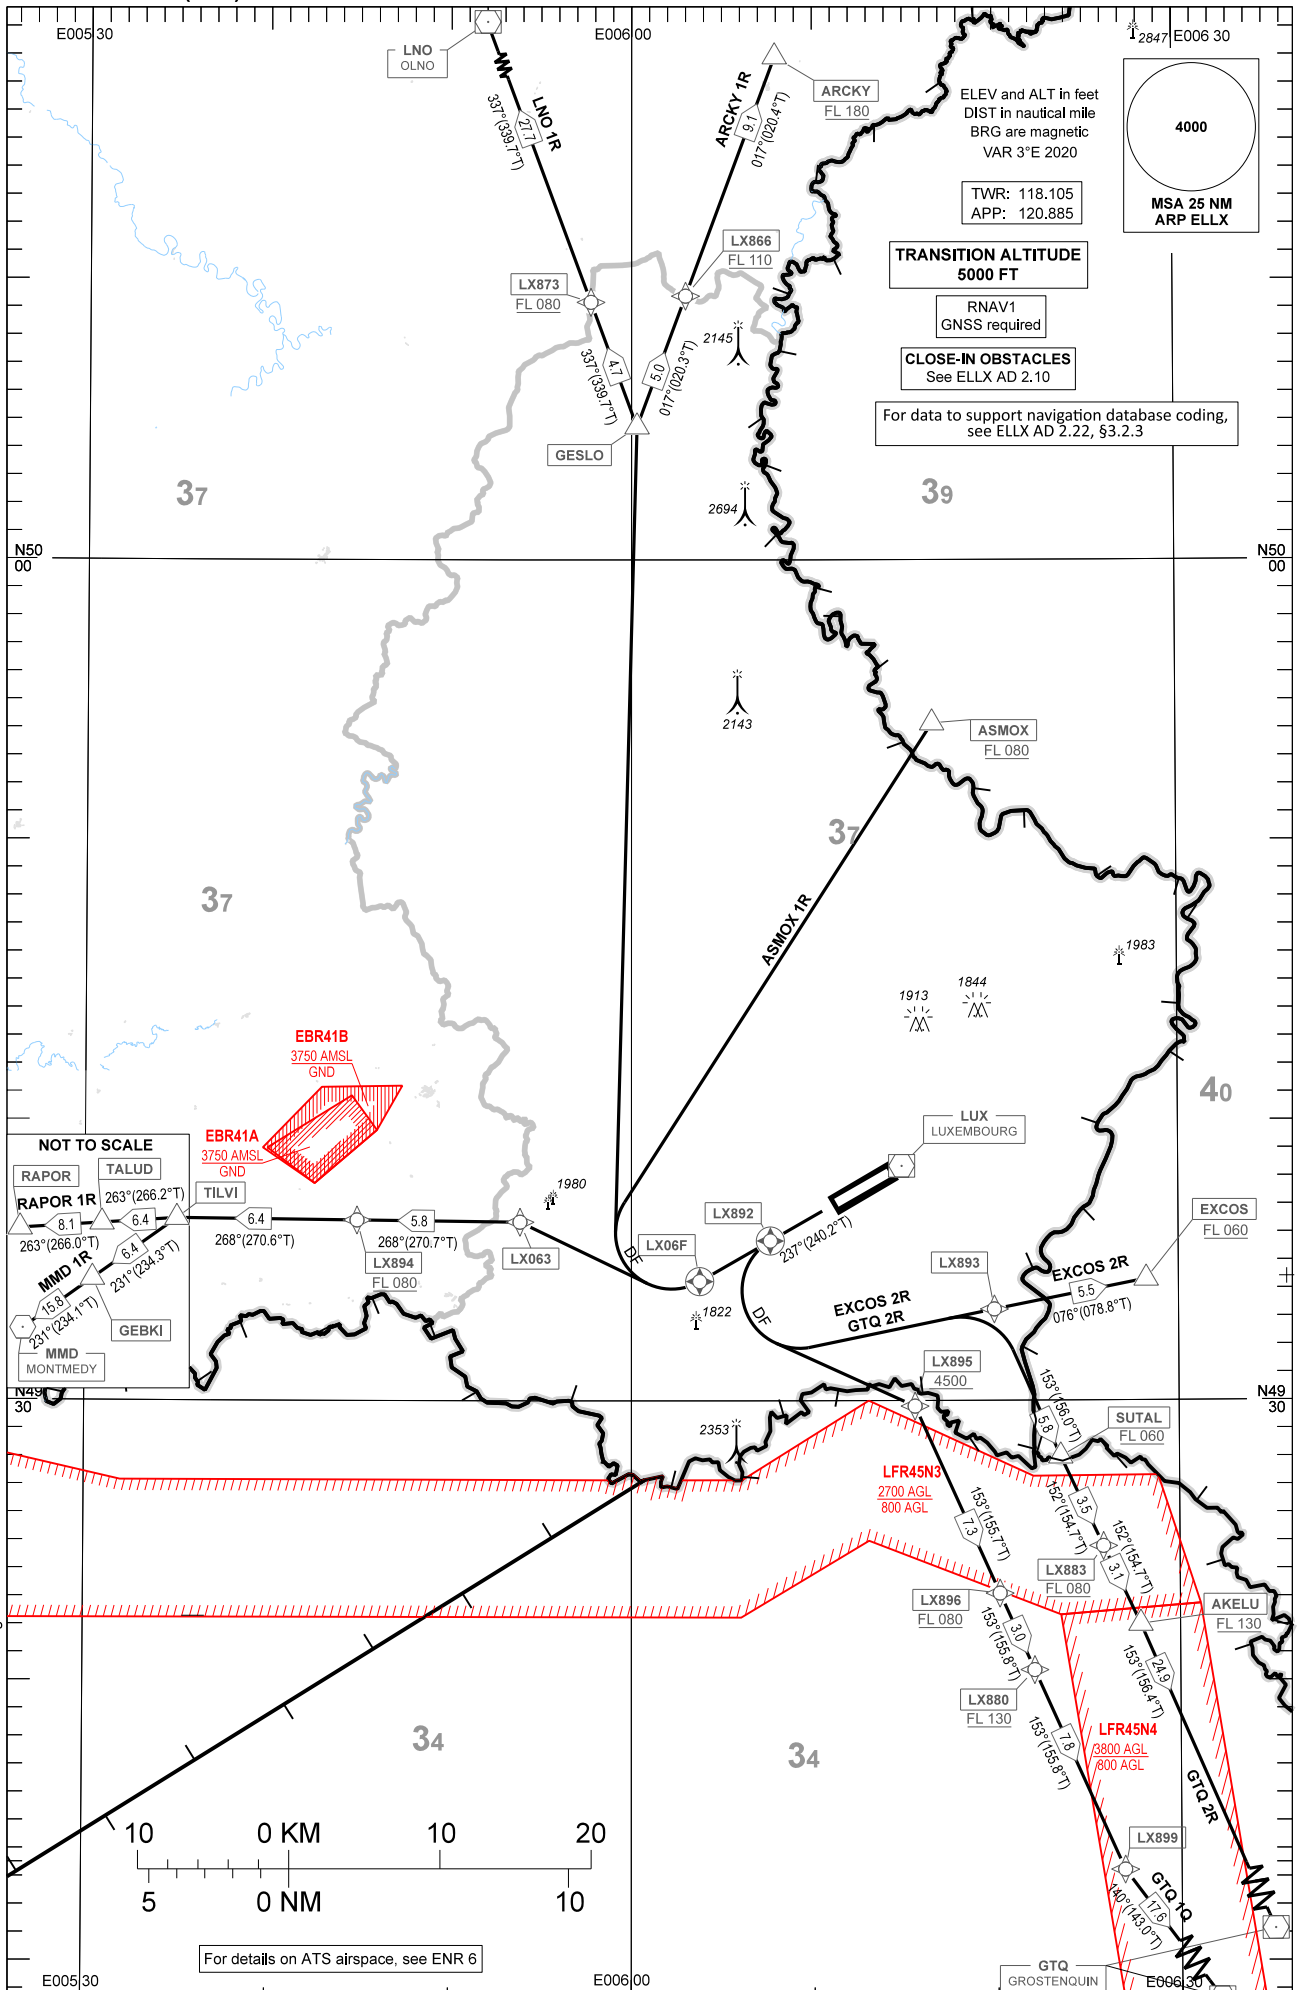 E005 30
E006 00
2847
E006 30
LNO
OLNO
ARCKY
FL 180
ELEV and ALT in feet
DIST in nautical mile
BRG are magnetic
VAR 3°E 2020
4000
MSA 25 NM
ARP ELLX
LNO 1R
27.7
337°(339.7°T)
ARCKY 1R
9.1
017°(020.4°T)
TWR: 118.105
APP: 120.885
LX866
FL 110
TRANSITION ALTITUDE
5000 FT
LX873
FL 080
RNAV1
GNSS required
2145
CLOSE-IN OBSTACLES
See ELLX AD 2.10
4.7
337°(339.7°T)
5.0
017°(020.3°T)
For data to support navigation database coding,
see ELLX AD 2.22, §3.2.3
GESLO
37
39
2694
N50
00
N50
00
2143
ASMOX
FL 080
37
37
ASMOX 1R
1983
1913
1844
EBR41B
3750 AMSL
GND
40
EBR41A
3750 AMSL
GND
LUX
LUXEMBOURG
NOT TO SCALE
RAPOR
TALUD
TILVI
RAPOR 1R
263°(266.2°T)
8.1
6.4
263°(266.0°T)
MMD 1R
6.4
231°(234.3°T)
15.8
231°(234.1°T)
GEBKI
MMD
MONTMEDY
6.4
268°(270.6°T)
5.8
268°(270.7°T)
LX894
FL 080
LX063
1980
DF
LX06F
LX892
237°(240.2°T)
1822
DF
EXCOS
FL 060
LX893
EXCOS 2R
5.5
076°(078.8°T)
EXCOS 2R
GTQ 2R
LX895
4500
N49
30
N49
30
153°(156.0°T)
5.8
SUTAL
FL 060
2353
LFR45N3
2700 AGL
800 AGL
153°(155.7°T)
7.3
3.5
152°(154.7°T)
152°(154.7°T)
3.1
LX883
FL 080
LX896
FL 080
AKELU
FL 130
3.0
153°(155.8°T)
24.9
153°(156.4°T)
LX880
FL 130
34
34
7.8
153°(155.8°T)
LFR45N4
3800 AGL
800 AGL
GTQ 2R
10
0 KM
10
20
5
0 NM
10
LX899
GTQ 1Q
17.6
140°(143.0°T)
For details on ATS airspace, see ENR 6
GTQ
GROSTENQUIN
E005 30
E006 00
E006 30